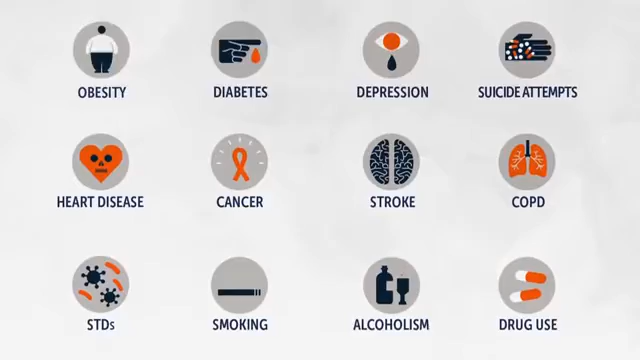 OBESITY
DIABETES
DEPRESSION
SUICIDE ATTEMPTS
HEART DISEASE
CANCER
STROKE
COPD
STDs
SMOKING
ALCOHOLISM
DRUG USE